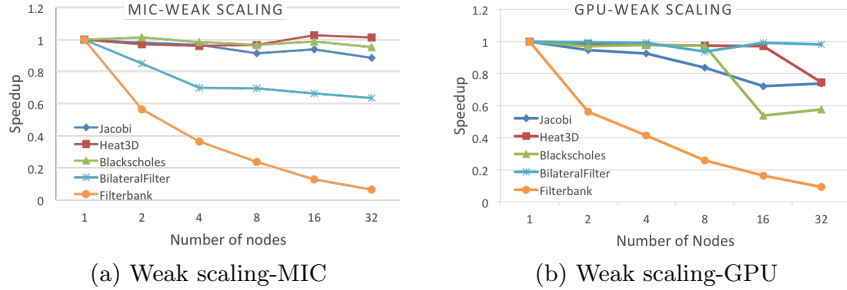 MIC-WEAK SCALING
1.2
1
0.8
0.6
0.4
0.2
0
Speedup
Jacobi
Heat3D
Blackscholes
BilateralFilter
Filterbank
1 2 4 8 16 32
Number of nodes
(a) Weak scaling-MIC
GPU-WEAK SCALING
1.2
1
0.8
0.6
0.4
0.2
0
Speedup
Jacobi
Heat3D
Blackscholes
BilateralFilter
Filterbank
1 2 4 8 16 32
Number of Nodes
(b) Weak scaling-GPU